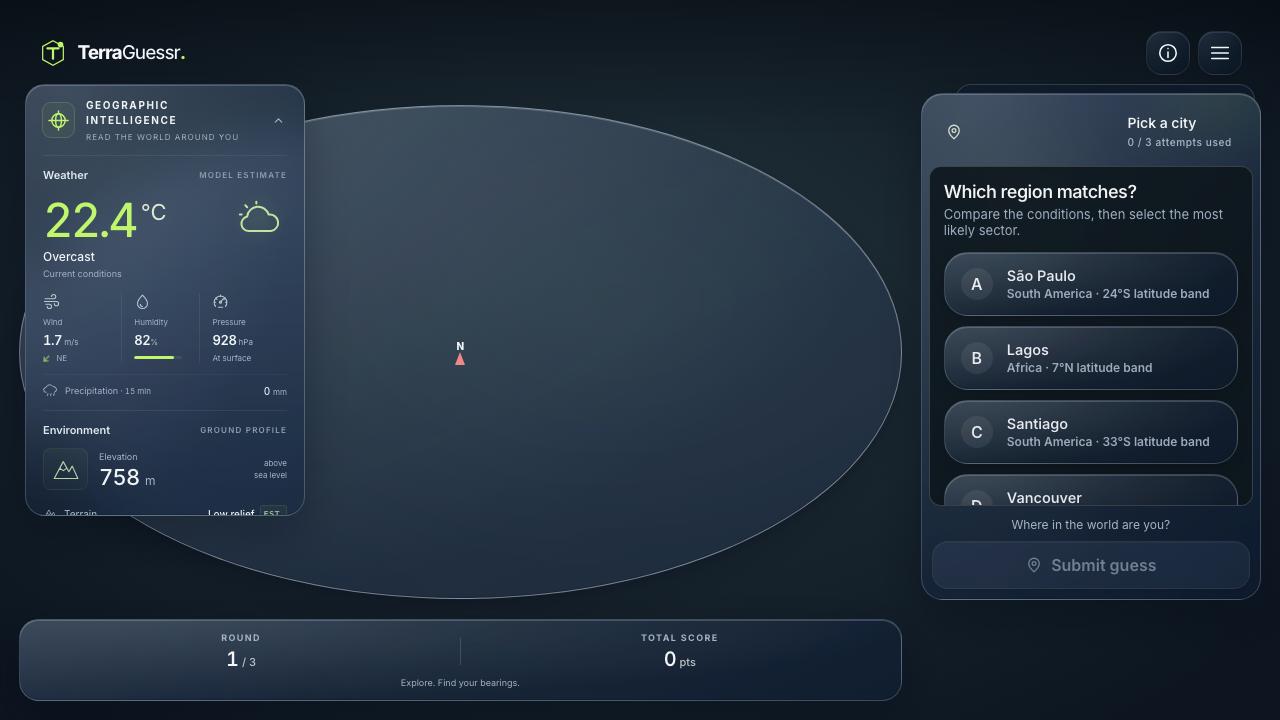 TerraGuessr.
GEOGRAPHIC
INTELLIGENCE
READ THE WORLD AROUND YOU
Weather
MODEL ESTIMATE
22.4 °C
Overcast
Current conditions
Wind
1.7 m/s
NE
Humidity
82%
Pressure
928 hPa
At surface
Precipitation · 15 min
0 mm
Environment
GROUND PROFILE
Elevation
758 m
above
sea level
Terrain
Low relief EST.
N
ROUND
1 / 3
TOTAL SCORE
0 pts
Explore. Find your bearings.
Pick a city
0 / 3 attempts used
Which region matches?
Compare the conditions, then select the most
likely sector.
A
São Paulo
South America · 24°S latitude band
B
Lagos
Africa · 7°N latitude band
C
Santiago
South America · 33°S latitude band
D
Vancouver
Where in the world are you?
Submit guess